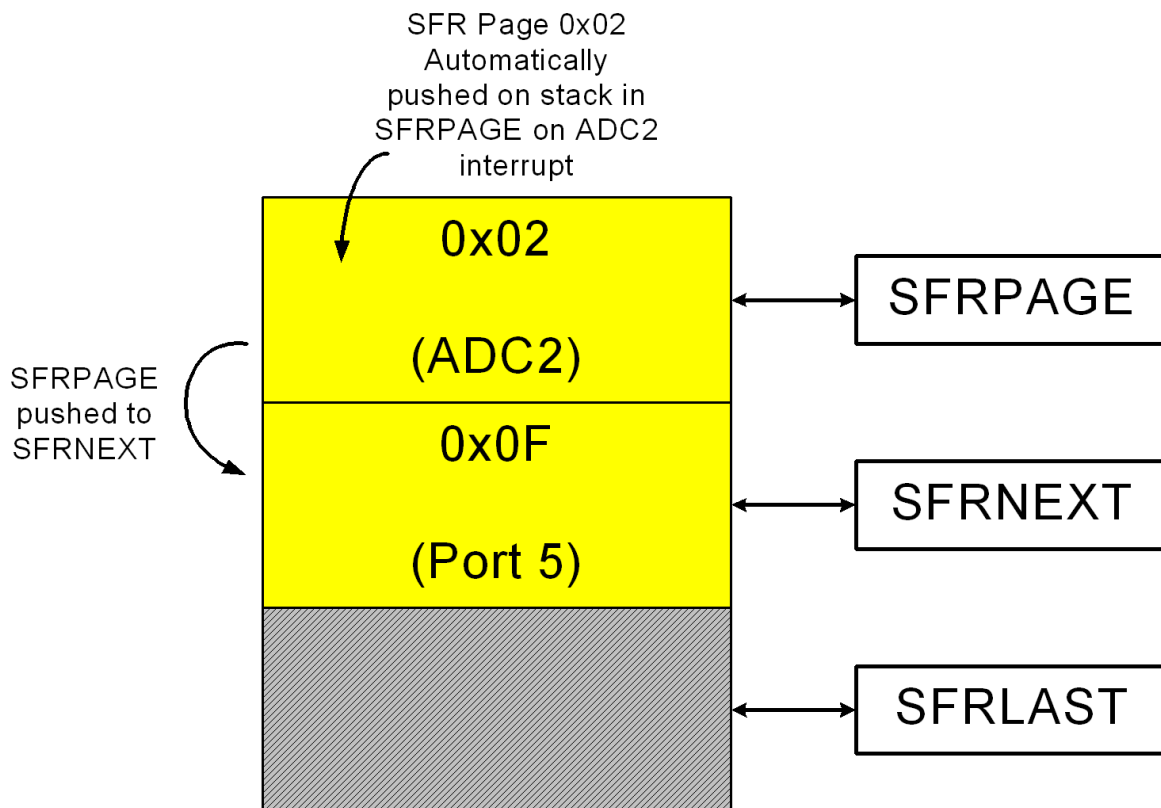 SFR Page 0x02
Automatically
pushed on stack in
SFRPAGE on ADC2
interrupt
0x02
(ADC2)
SFRPAGE
SFRPAGE
pushed to
SFRNEXT
0x0F
(Port 5)
SFRNEXT
SFRLAST